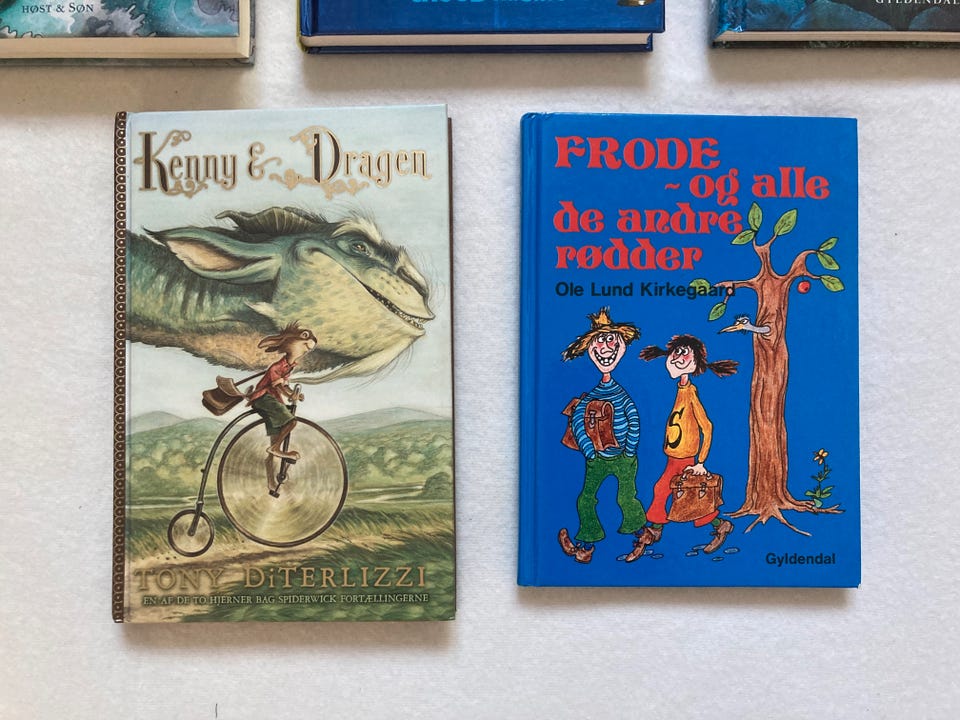 HØST & SØN
GYLDENDAL
Kenny & Dragen
TONY DiTERLIZZI
EN AF DE TO HJERNER BAG SPIDERWICK FORTÆLLINGERNE
FRODE
~ og alle
de andre
rødder
Ole Lund Kirkegaard
S
Gyldendal